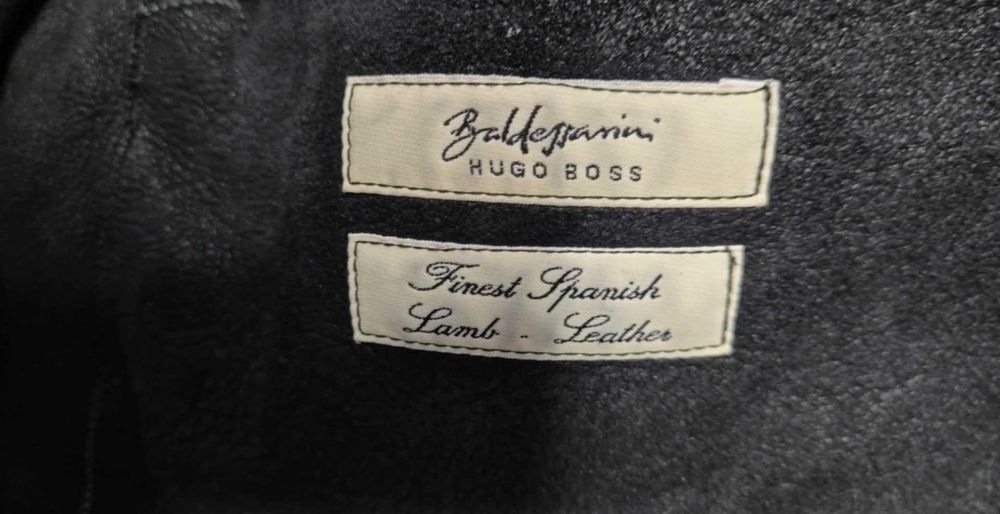 Baldessarini
HUGO BOSS
Finest Spanish
Lamb - Leather